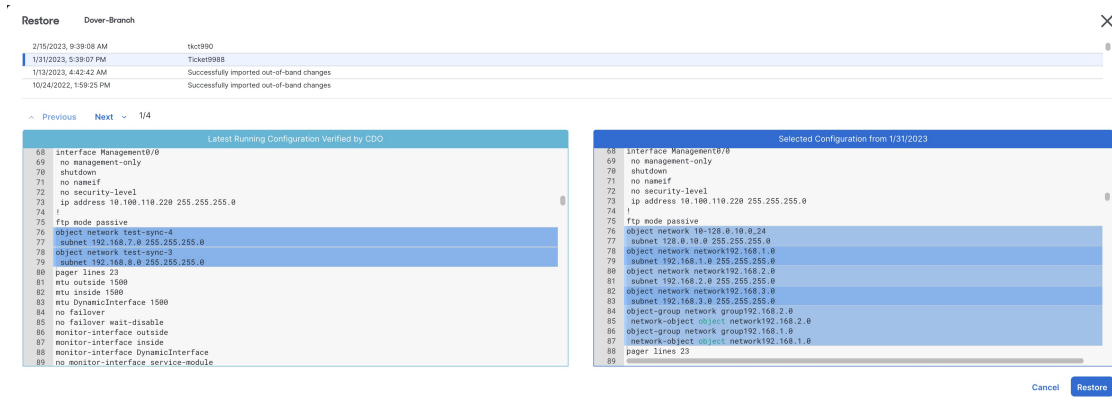 Restore Dover-Branch
2/15/2023, 9:39:08 AM tkct990
1/31/2023, 5:39:07 PM Ticket9988
1/13/2023, 4:42:42 AM Successfully imported out-of-band changes
10/24/2022, 1:59:25 PM Successfully imported out-of-band changes
Previous Next 1/4
Latest Running Configuration Verified by CDO
68 interface Management0/0
69 no management-only
70 shutdown
71 no nameif
72 no security-level
73 ip address 10.100.110.220 255.255.255.0
74 !
75 ftp mode passive
76 object network test-sync-4
77 subnet 192.168.7.0 255.255.255.0
78 object network test-sync-3
79 subnet 192.168.8.0 255.255.255.0
80 pager lines 23
81 mtu outside 1500
82 mtu inside 1500
83 mtu DynamicInterface 1500
84 no failover
85 no failover wait-disable
86 monitor-interface outside
87 monitor-interface inside
88 monitor-interface DynamicInterface
89 no monitor-interface service-module
Selected Configuration from 1/31/2023
68 interface Management0/0
69 no management-only
70 shutdown
71 no nameif
72 no security-level
73 ip address 10.100.110.220 255.255.255.0
74 !
75 ftp mode passive
76 object network 10-128.0.10.0_24
77 subnet 128.0.10.0 255.255.255.0
78 object network network192.168.1.0
79 subnet 192.168.1.0 255.255.255.0
80 object network network192.168.2.0
81 subnet 192.168.2.0 255.255.255.0
82 object network network192.168.3.0
83 subnet 192.168.3.0 255.255.255.0
84 object-group network group192.168.2.0
85 network-object object network192.168.2.0
86 object-group network group192.168.1.0
87 network-object object network192.168.1.0
88 pager lines 23
89
Cancel Restore